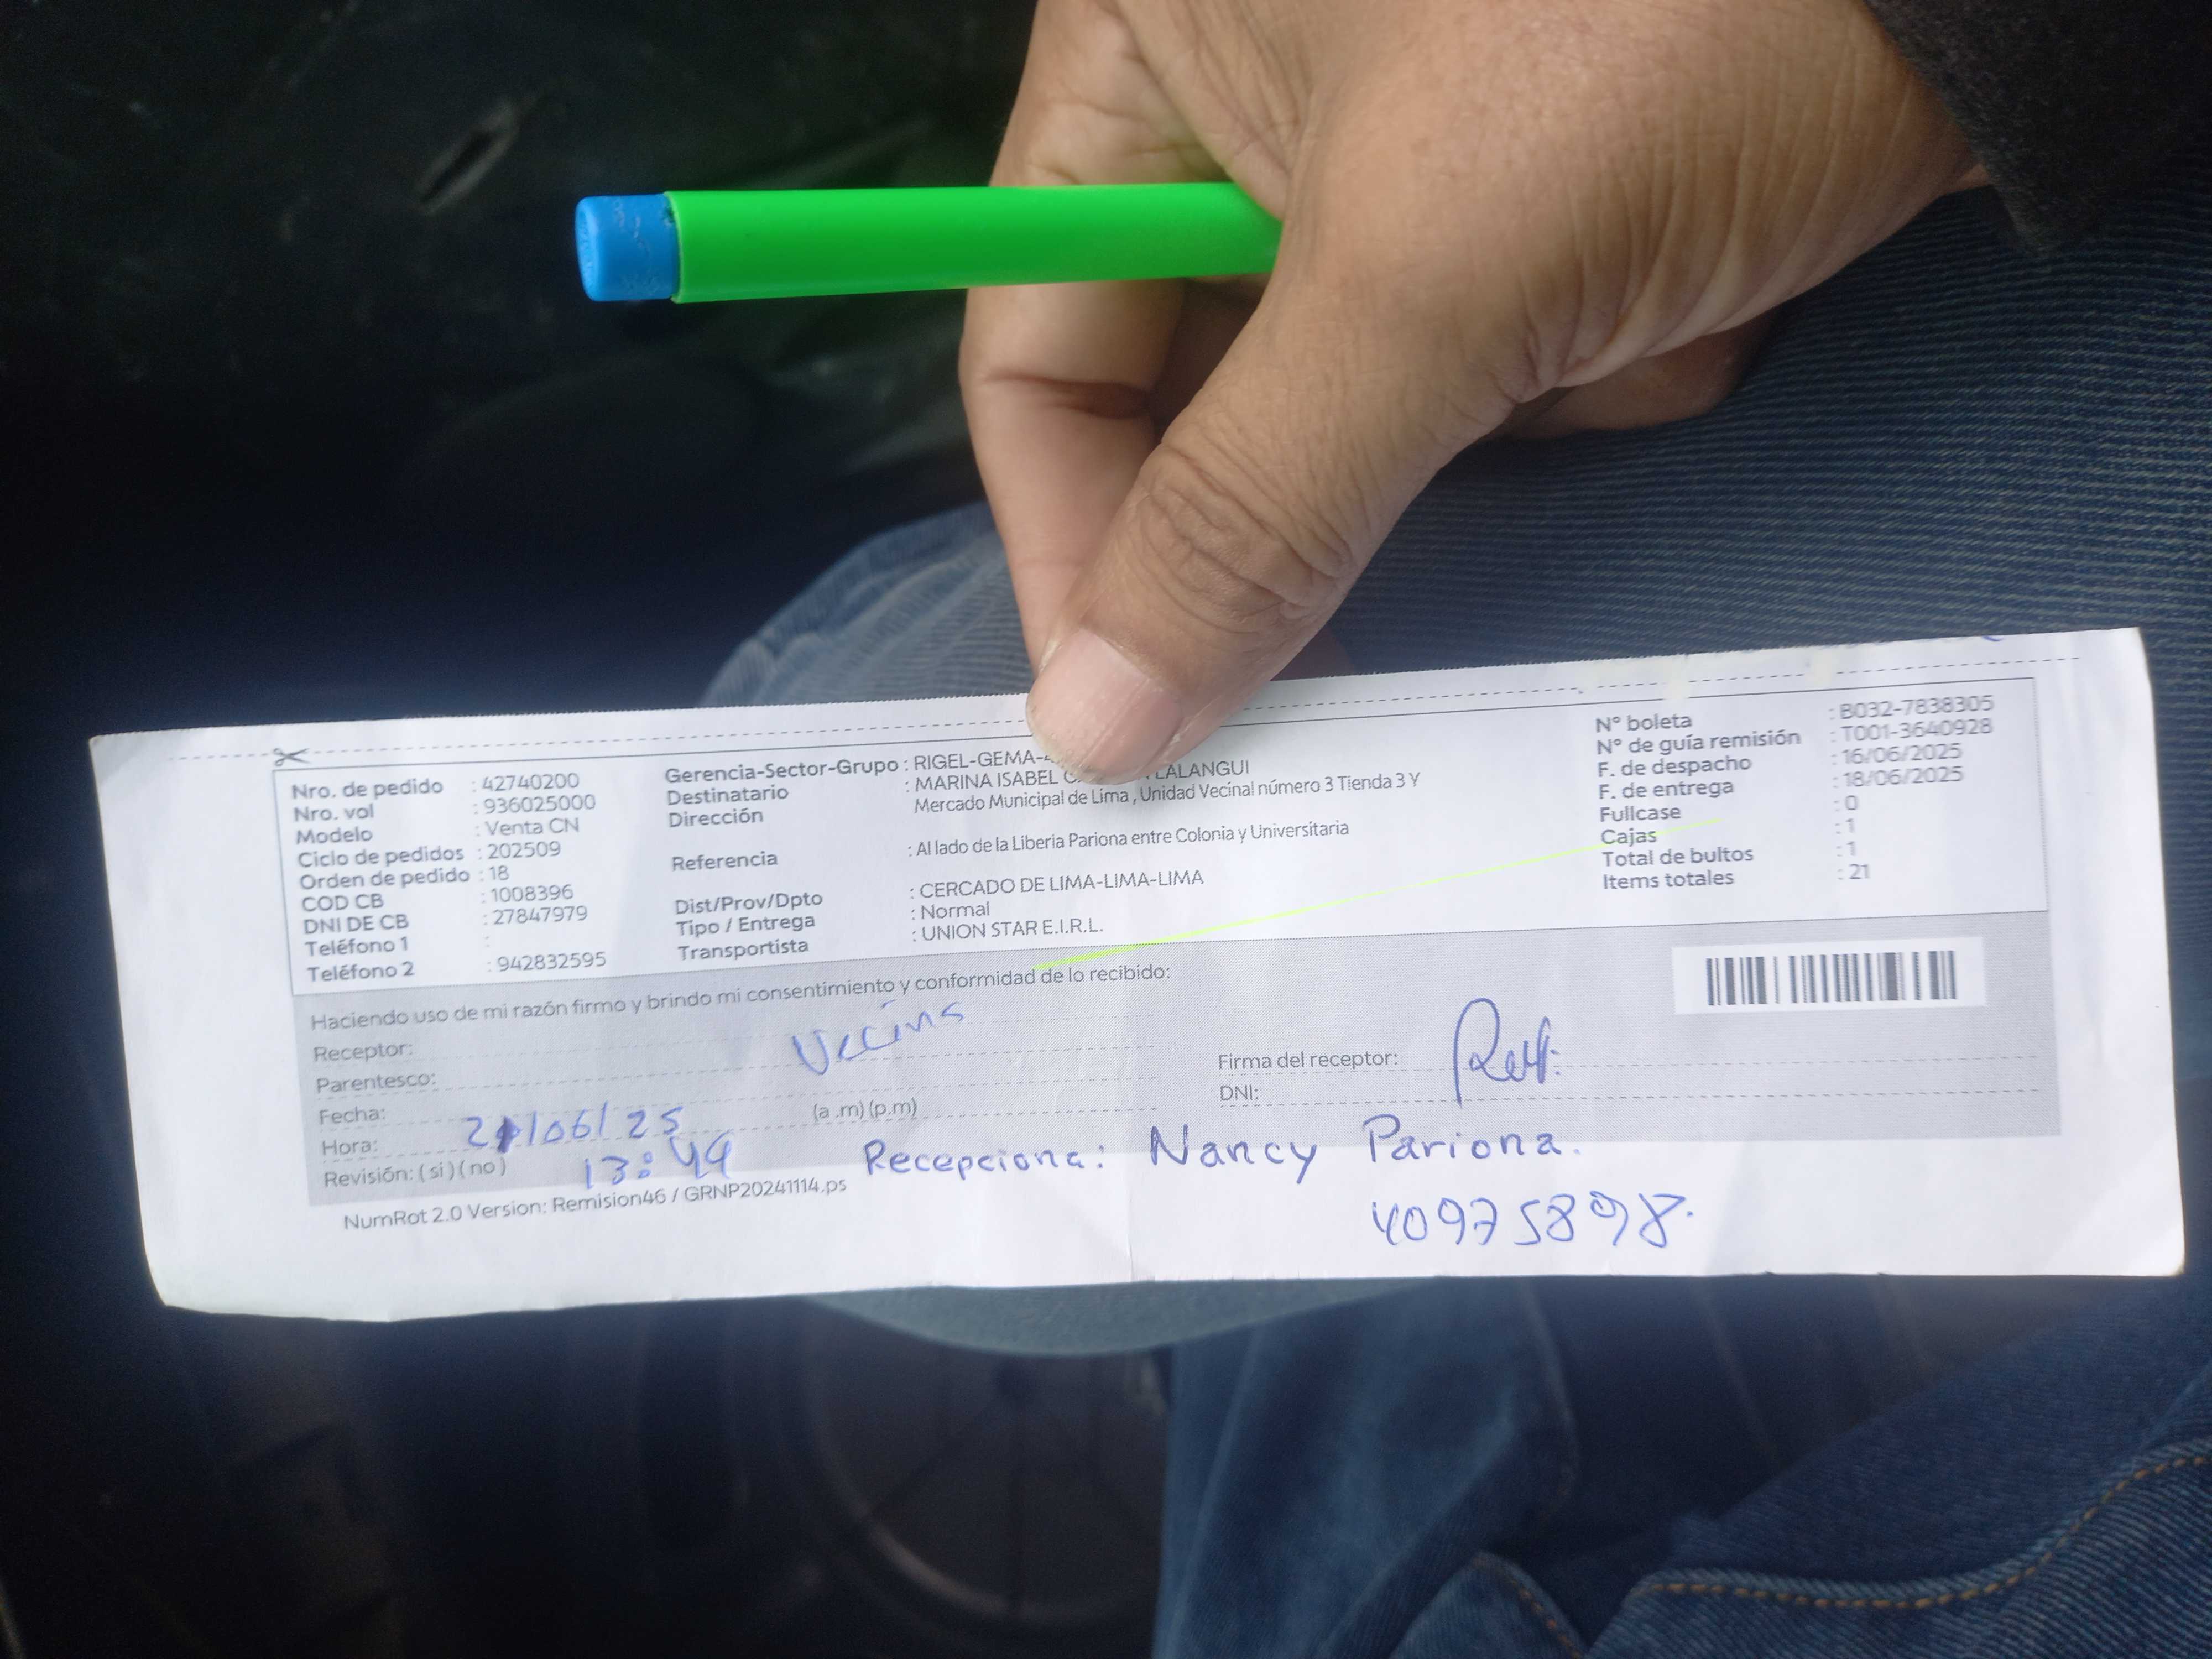 Nro. de pedido : 42740200
Nro. vol : 936025000
Modelo : Venta CN
Ciclo de pedidos : 202509
Orden de pedido : 18
COD CB : 1008396
DNI DE CB : 27847979
Teléfono 1 :
Teléfono 2 : 942832595
Gerencia-Sector-Grupo : RIGEL-GEMA-
Destinatario : MARINA ISABEL
Dirección Mercado Municipal de Lima , Unidad Vecinal número 3 Tienda 3 Y
Referencia : Al lado de la Liberia Pariona entre Colonia y Universitaria
Dist/Prov/Dpto : CERCADO DE LIMA-LIMA-LIMA
Tipo / Entrega : Normal
Transportista : UNION STAR E.I.R.L.
N° boleta : B032-7838305
N° de guía remisión : T001-3640928
F. de despacho : 16/06/2025
F. de entrega : 18/06/2025
Fullcase : 0
Cajas : 1
Total de bultos : 1
Items totales : 21
Haciendo uso de mi razón firmo y brindo mi consentimiento y conformidad de lo recibido:
Receptor:
Parentesco:
Fecha: 21/06/25 (a .m) (p.m)
Hora: 13:44
Revisión: ( si ) ( no )
Firma del receptor:
DNI:
Recepciona: Nancy Pariona.
40975898.
NumRot 2.0 Version: Remision46 / GRNP20241114.ps